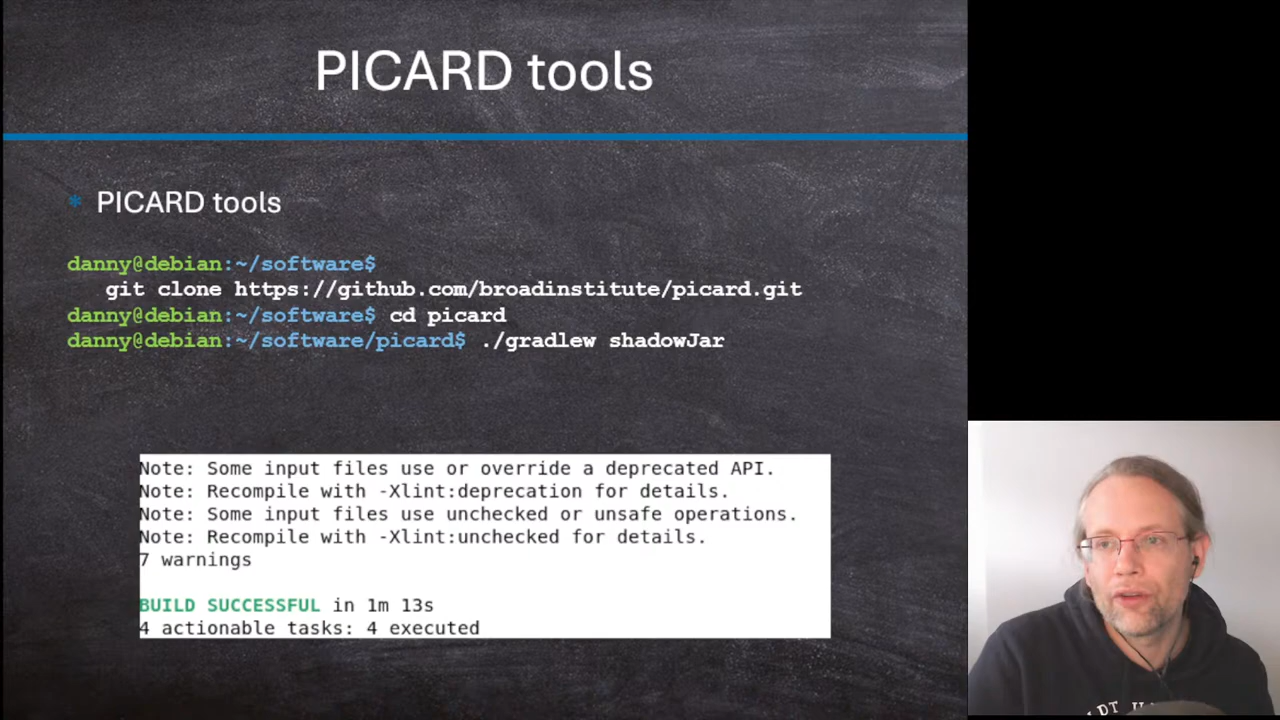 PICARD tools
* PICARD tools
danny@debian:~/software$
git clone https://github.com/broadinstitute/picard.git
danny@debian:~/software$ cd picard
danny@debian:~/software/picard$ ./gradlew shadowJar
Note: Some input files use or override a deprecated API.
Note: Recompile with -Xlint:deprecation for details.
Note: Some input files use unchecked or unsafe operations.
Note: Recompile with -Xlint:unchecked for details.
7 warnings
BUILD SUCCESSFUL in 1m 13s
4 actionable tasks: 4 executed